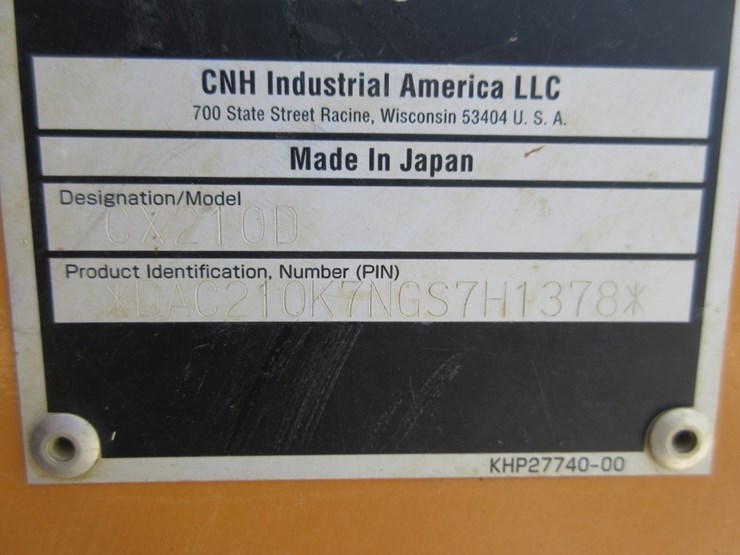 CNH Industrial America LLC
700 State Street Racine, Wisconsin 53404 U. S. A.
Made In Japan
Designation/Model
CX210D
Product Identification, Number (PIN)
*DAC210K7NGS7H1378*
KHP27740-00